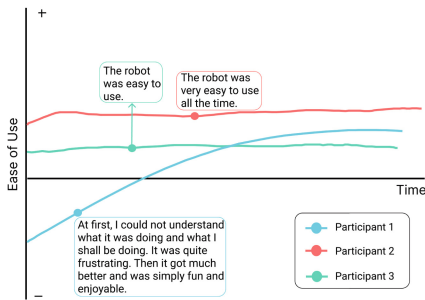 +
The robot
was easy to
use.
The robot was
very easy to use
all the time.
Ease of Use
Time
At first, I could not understand
what it was doing and what I
shall be doing. It was quite
frustrating. Then it got much
better and was simply fun and
enjoyable.
Participant 1
Participant 2
Participant 3
−